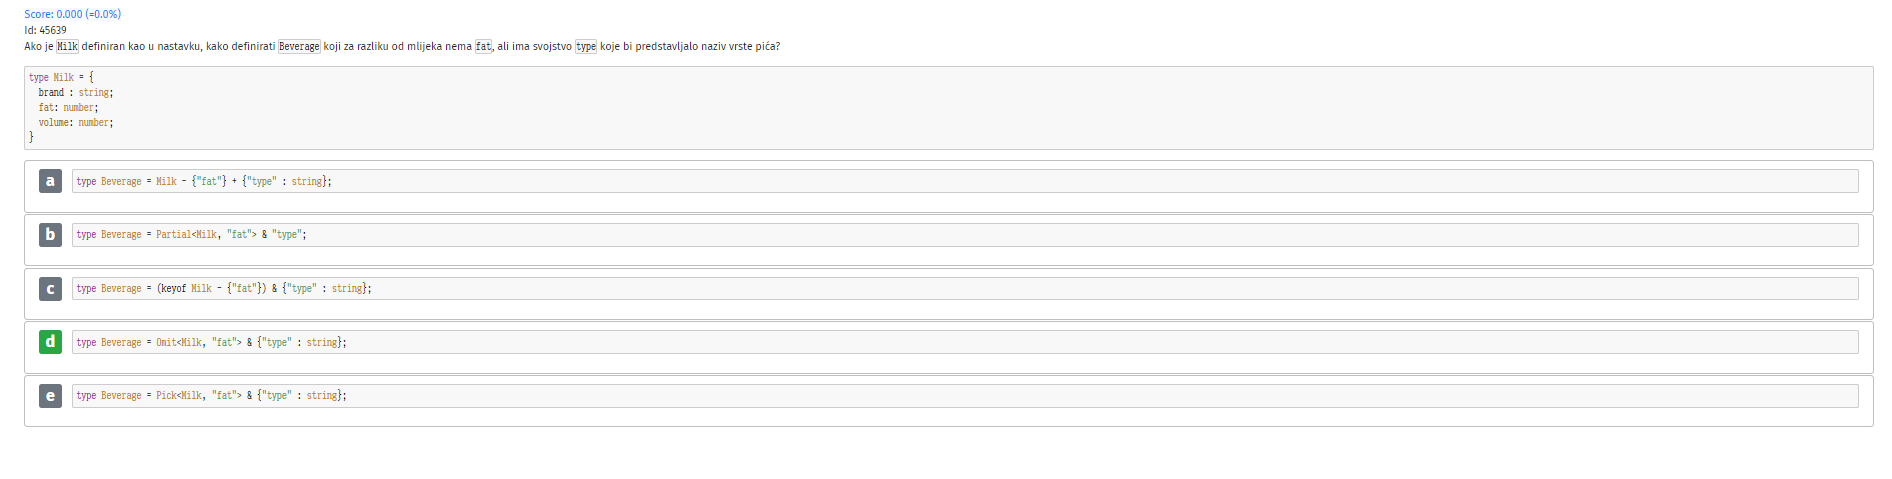 Score: 0.000 (=0.0%)
Id: 45639
Ako je Milk definiran kao u nastavku, kako definirati Beverage koji za razliku od mlijeka nema fat, ali ima svojstvo type koje bi predstavljalo naziv vrste pića?
type Milk = {
  brand : string;
  fat: number;
  volume: number;
}
a type Beverage = Milk - {"fat"} + {"type" : string};
b type Beverage = Partial<Milk, "fat"> & "type";
c type Beverage = (keyof Milk - {"fat"}) & {"type" : string};
d type Beverage = Omit<Milk, "fat"> & {"type" : string};
e type Beverage = Pick<Milk, "fat"> & {"type" : string};